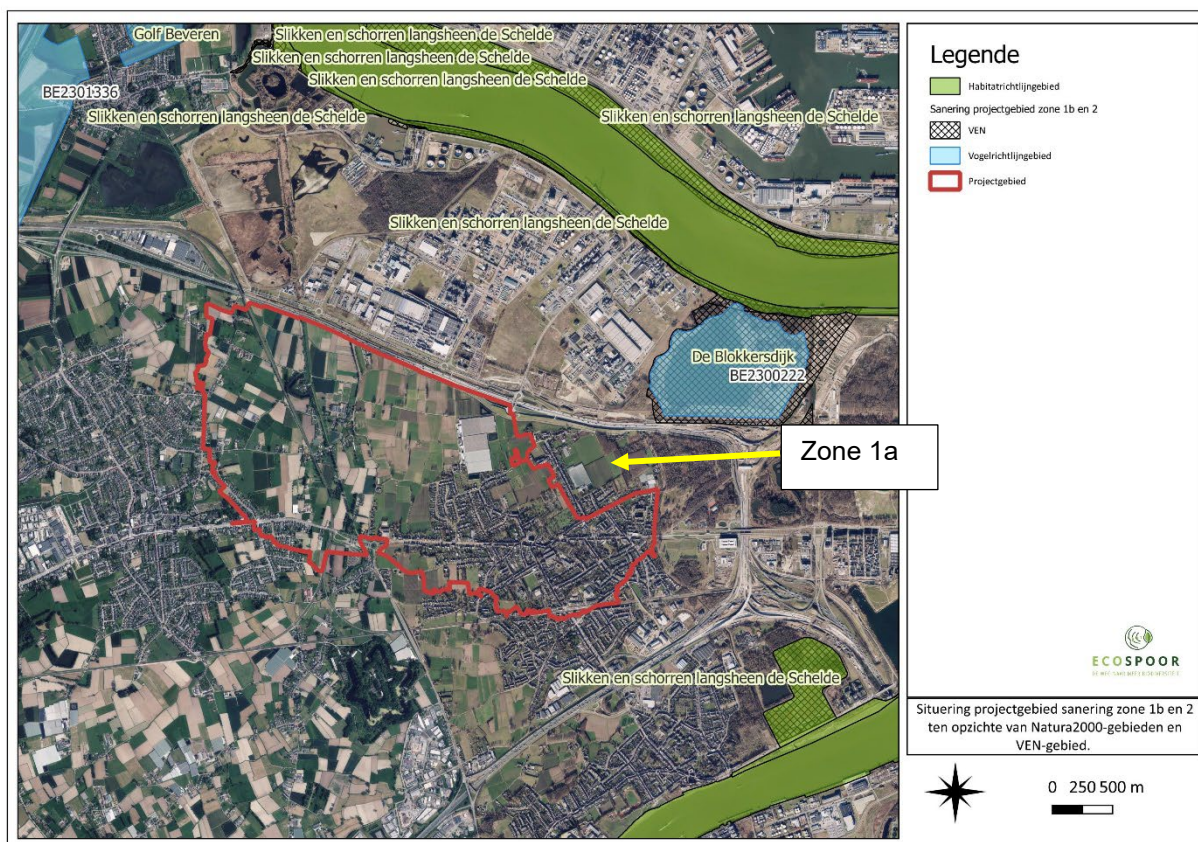 Golf Beveren
Slikken en schorren langsheen de Schelde
Slikken en schorren langsheen de Schelde
Slikken en schorren langsheen de Schelde
BE2301336
Slikken en schorren langsheen de Schelde
Slikken en schorren langsheen de Schelde
Slikken en schorren langsheen de Schelde
De Blokkersdijk
BE2300222
Zone 1a
Slikken en schorren langsheen de Schelde
Legende
Habitatrichtlijngebied
Sanering projectgebied zone 1b en 2
VEN
Vogelrichtlijngebied
Projectgebied
ECOSPOOR
Situering projectgebied sanering zone 1b en 2
ten opzichte van Natura2000-gebieden en
VEN-gebied.
0 250 500 m